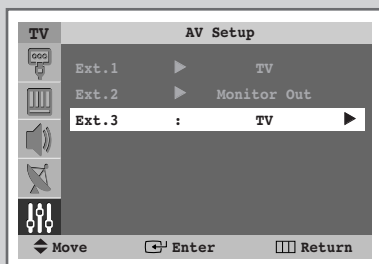 TV AV Setup
Ext.1 ▶ TV
Ext.2 ▶ Monitor Out
Ext.3 : TV ▶
Move Enter Return